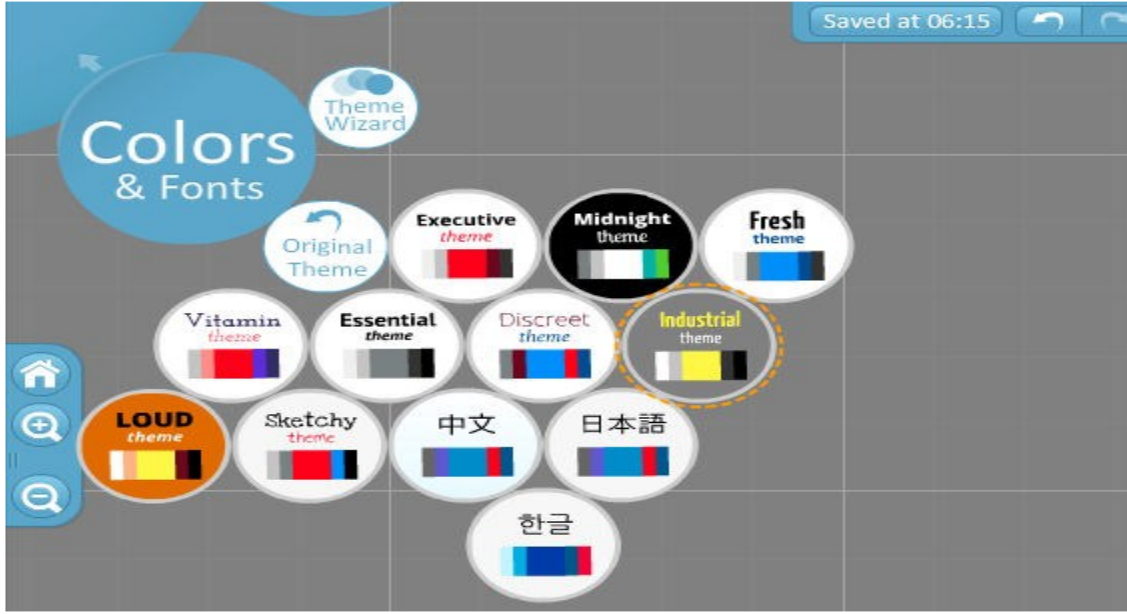 Saved at 06:15
Theme
Wizard
Colors
& Fonts
Original
Theme
Executive
theme
Midnight
theme
Fresh
theme
Vitamin
theme
Essential
theme
Discreet
theme
Industrial
theme
LOUD
theme
Sketchy
theme
中文
日本語
한글